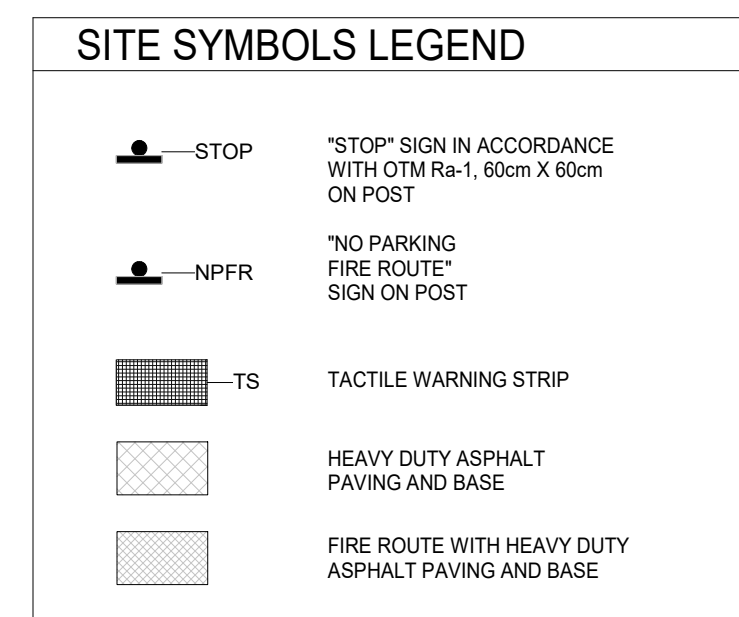 SITE SYMBOLS LEGEND
STOP
"STOP" SIGN IN ACCORDANCE
WITH OTM Ra-1, 60cm X 60cm
ON POST
NPFR
"NO PARKING
FIRE ROUTE"
SIGN ON POST
TS
TACTILE WARNING STRIP
HEAVY DUTY ASPHALT
PAVING AND BASE
FIRE ROUTE WITH HEAVY DUTY
ASPHALT PAVING AND BASE